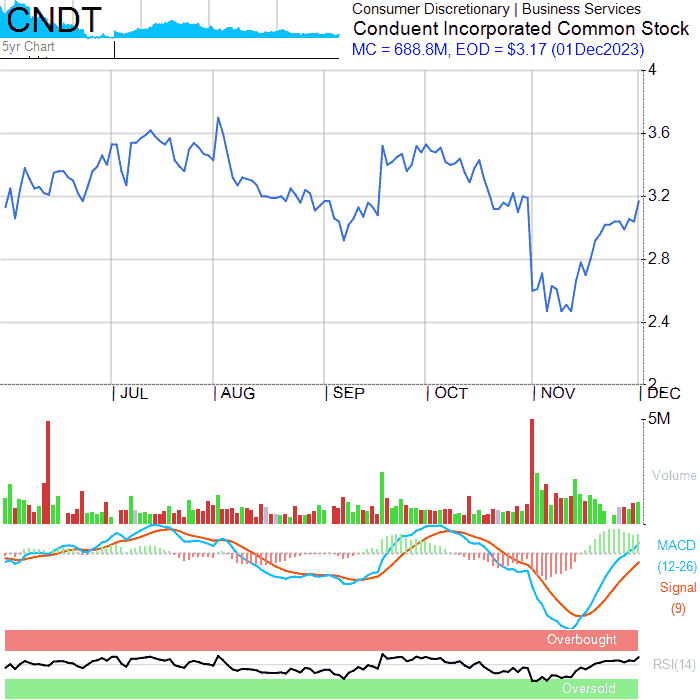 CNDT
5yr Chart
Consumer Discretionary | Business Services
Conduent Incorporated Common Stock
MC = 688.8M, EOD = $3.17 (01Dec2023)
4
3.6
3.2
2.8
2.4
2
JUL AUG SEP OCT NOV DEC
5M
Volume
MACD
(12-26)
Signal
(9)
Overbought
RSI(14)
Oversold